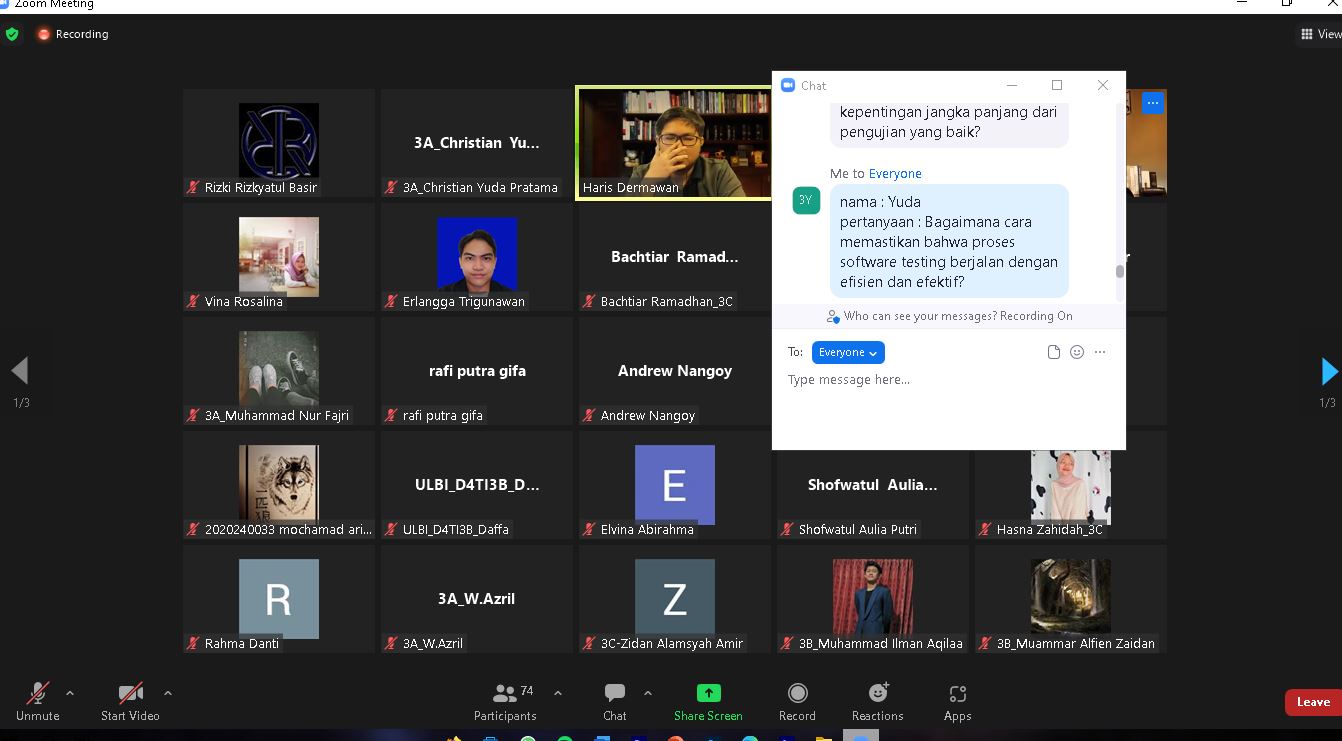 Zoom Meeting
Recording
View
Rizki Rizkyatul Basir
3A_Christian Yu...
3A_Christian Yuda Pratama
Haris Dermawan
Vina Rosalina
Erlangga Trigunawan
Bachtiar Ramad...
Bachtiar Ramadhan_3C
Chat
kepentingan jangka panjang dari
pengujian yang baik?
Me to Everyone
3Y
nama : Yuda
pertanyaan : Bagaimana cara
memastikan bahwa proses
software testing berjalan dengan
efisien dan efektif?
Who can see your messages? Recording On
To: Everyone
Type message here...
1/3
3A_Muhammad Nur Fajri
rafi putra gifa
rafi putra gifa
Andrew Nangoy
Andrew Nangoy
1/3
2020240033 mochamad ari...
ULBI_D4TI3B_D...
ULBI_D4TI3B_Daffa
E
Elvina Abirahma
Shofwatul Aulia...
Shofwatul Aulia Putri
Hasna Zahidah_3C
R
Rahma Danti
3A_W.Azril
3A_W.Azril
Z
3C-Zidan Alamsyah Amir
3B_Muhammad Ilman Aqilaa
3B_Muammar Alfien Zaidan
Unmute
Start Video
74
Participants
Chat
Share Screen
Record
Reactions
Apps
Leave